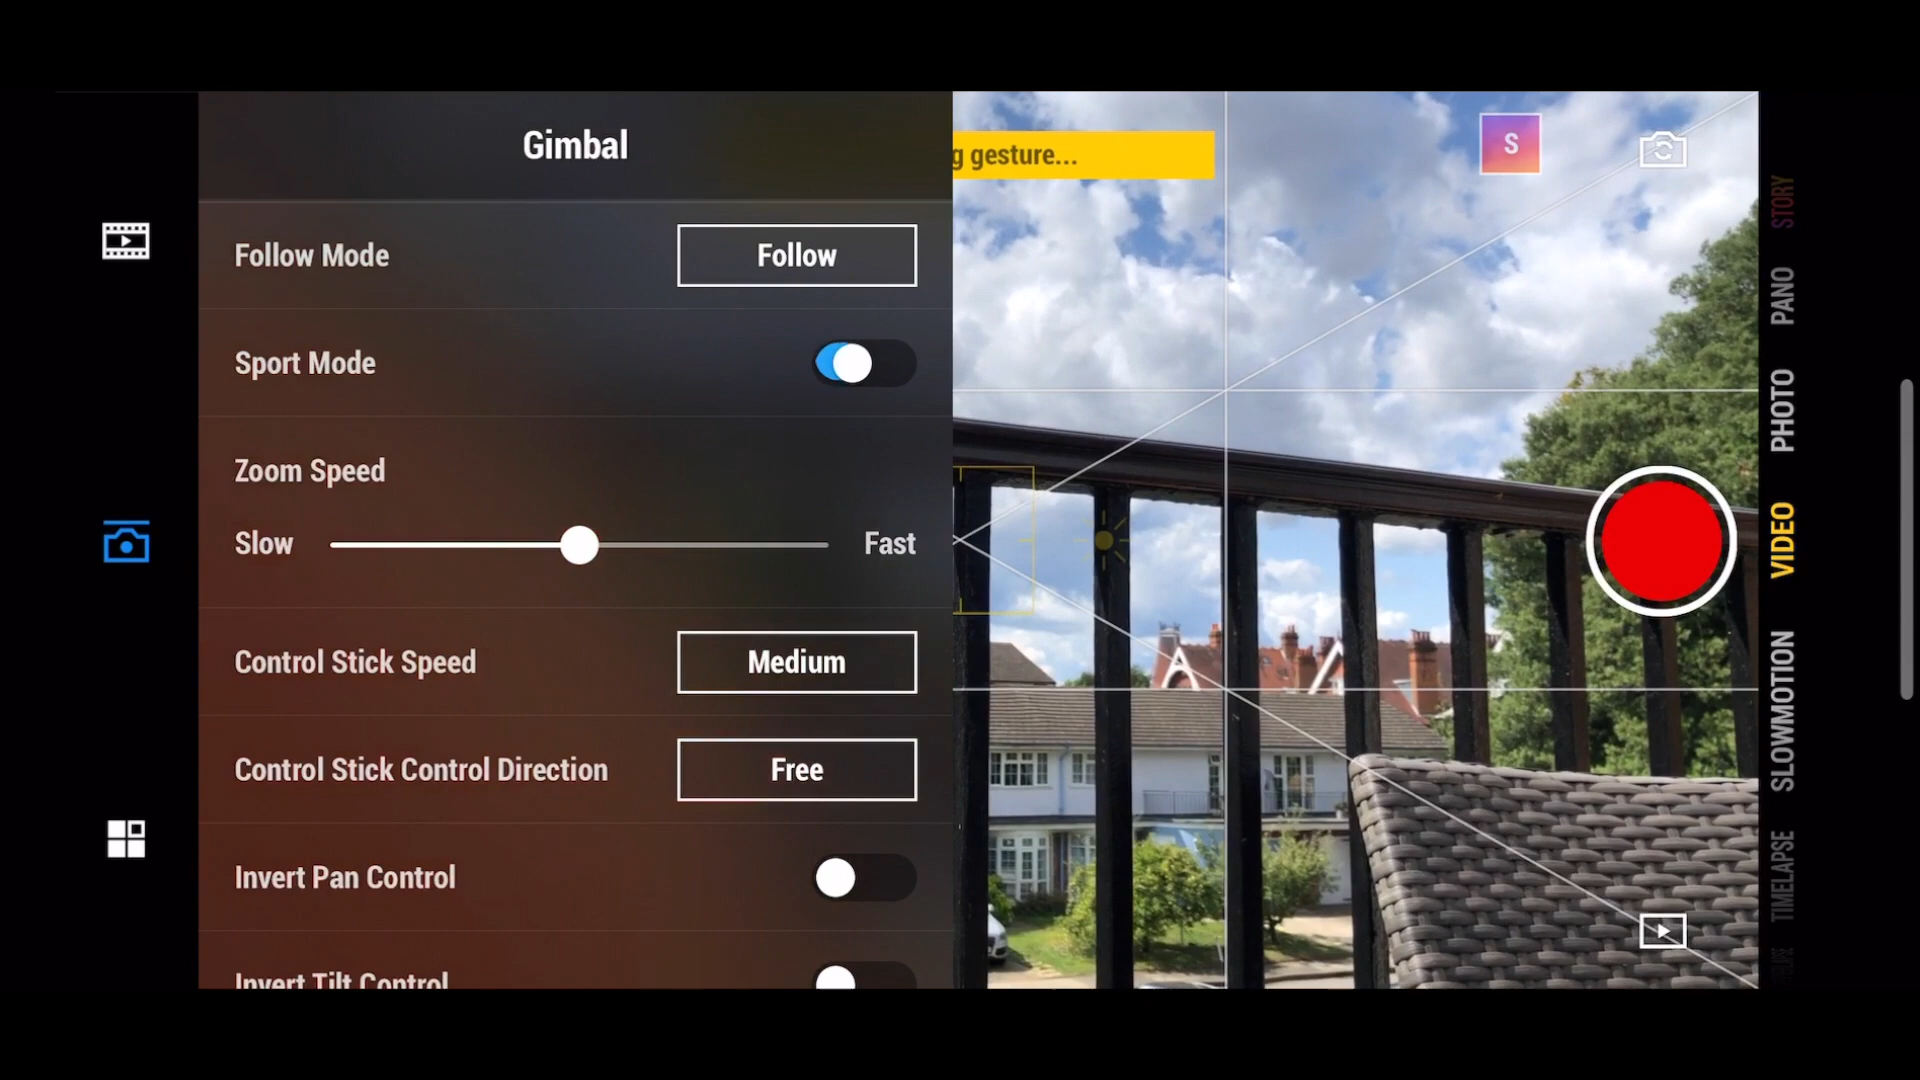 Gimbal
Follow Mode
Follow
Sport Mode
Zoom Speed
Slow
Fast
Control Stick Speed
Medium
Control Stick Control Direction
Free
Invert Pan Control
Invert Tilt Control
g gesture...
S
STORY
PANO
PHOTO
VIDEO
SLOWMOTION
TIMELAPSE